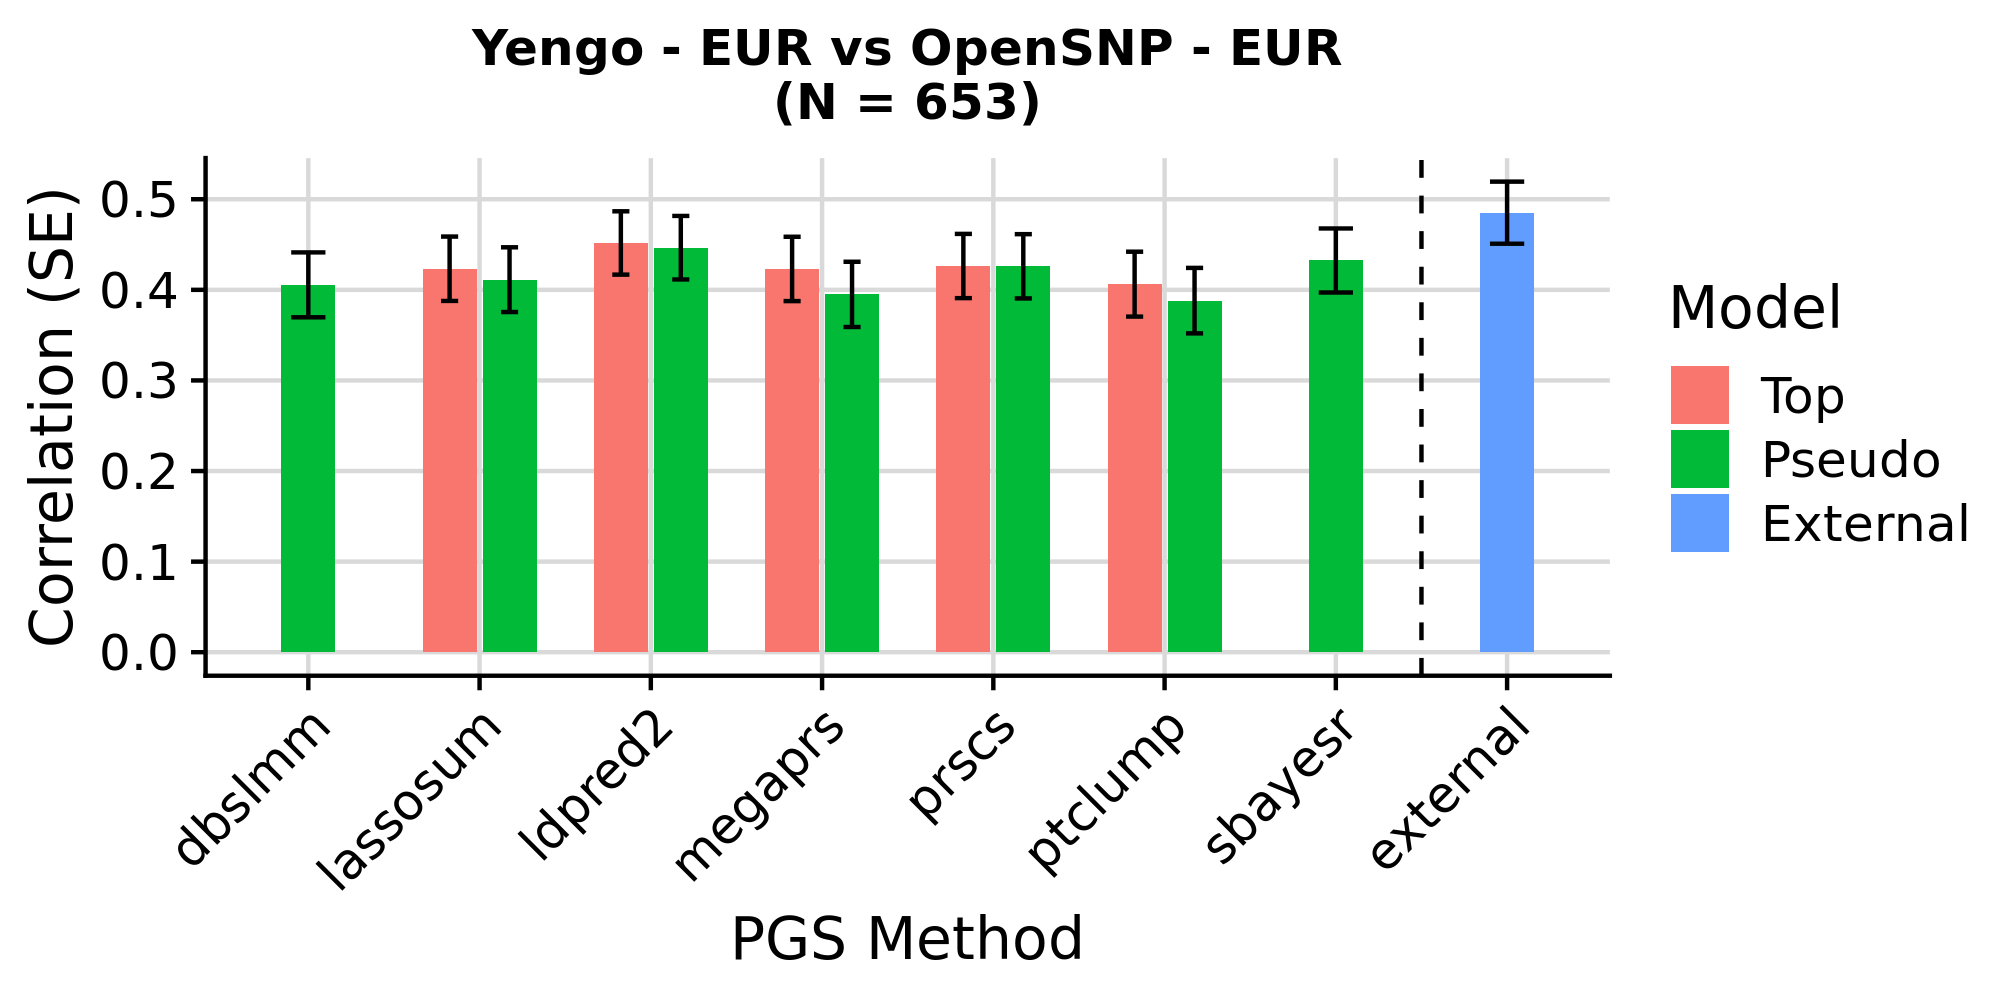 Yengo - EUR vs OpenSNP - EUR
(N = 653)
Correlation (SE)
0.5
0.4
0.3
0.2
0.1
0.0
dbslmm
lassosum
ldpred2
megaprs
prscs
ptclump
sbayesr
external
PGS Method
Model
Top
Pseudo
External